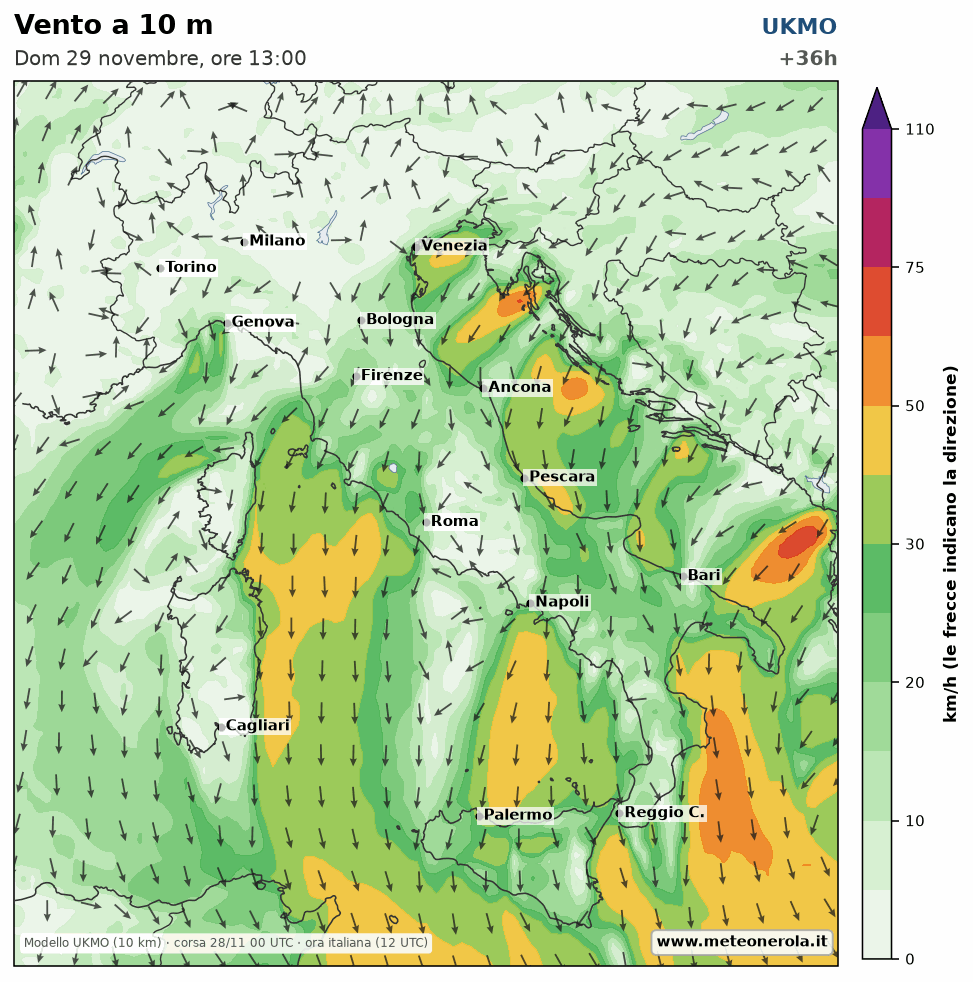 Vento a 10 m
UKMO
Dom 29 novembre, ore 13:00
+36h
110
Venezia
Milano
Torino
75
Genova
Bologna
Firenze
Ancona
50
Pescara
Roma
30
Bari
Napoli
20
Cagliari
Palermo
Reggio C.
10
0
km/h (le frecce indicano la direzione)
Modello UKMO (10 km) · corsa 28/11 00 UTC · ora italiana (12 UTC)
www.meteonerola.it